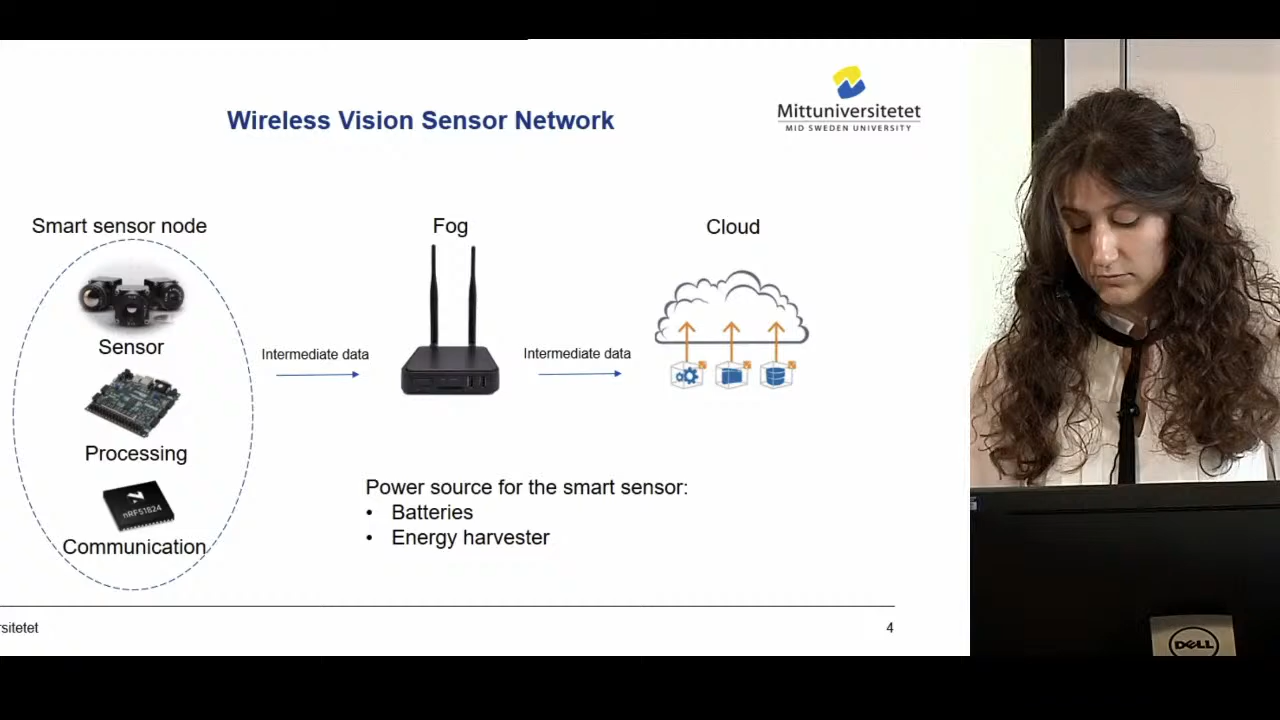 Wireless Vision Sensor Network
Mittuniversitetet
MID SWEDEN UNIVERSITY
Smart sensor node
Fog
Cloud
Sensor
Intermediate data
Intermediate data
Processing
nRF51824
Communication
Power source for the smart sensor:
• Batteries
• Energy harvester
rsitetet
4
DELL